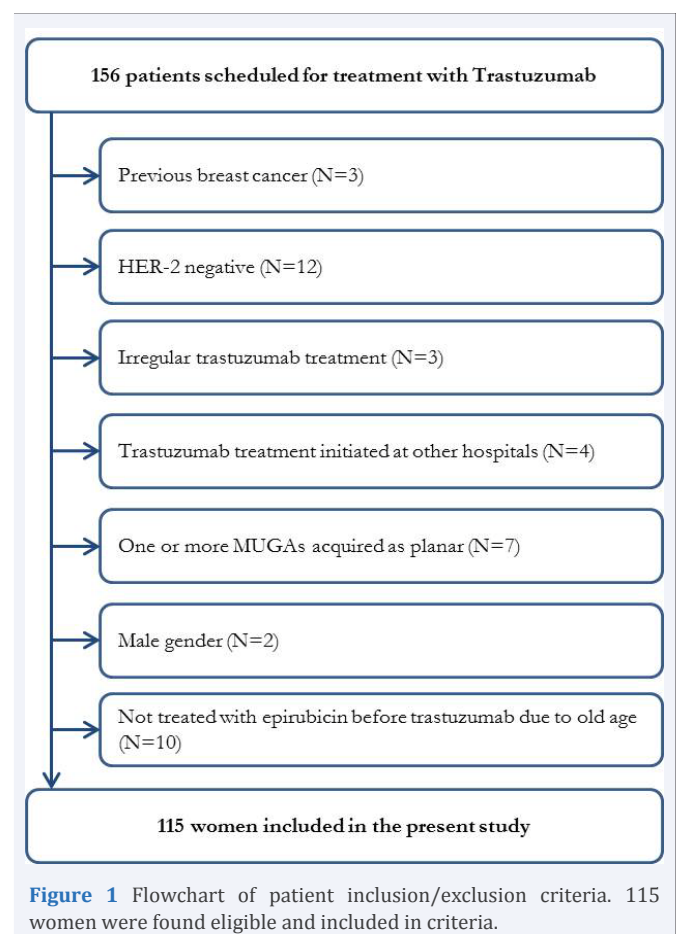 156 patients scheduled for treatment with Trastuzumab
Previous breast cancer (N=3)
HER-2 negative (N=12)
Irregular trastuzumab treatment (N=3)
Trastuzumab treatment initiated at other hospitals (N=4)
One or more MUGAs acquired as planar (N=7)
Male gender (N=2)
Not treated with epirubicin before trastuzumab due to old age
(N=10)
115 women included in the present study
Figure 1 Flowchart of patient inclusion/exclusion criteria. 115
women were found eligible and included in criteria.